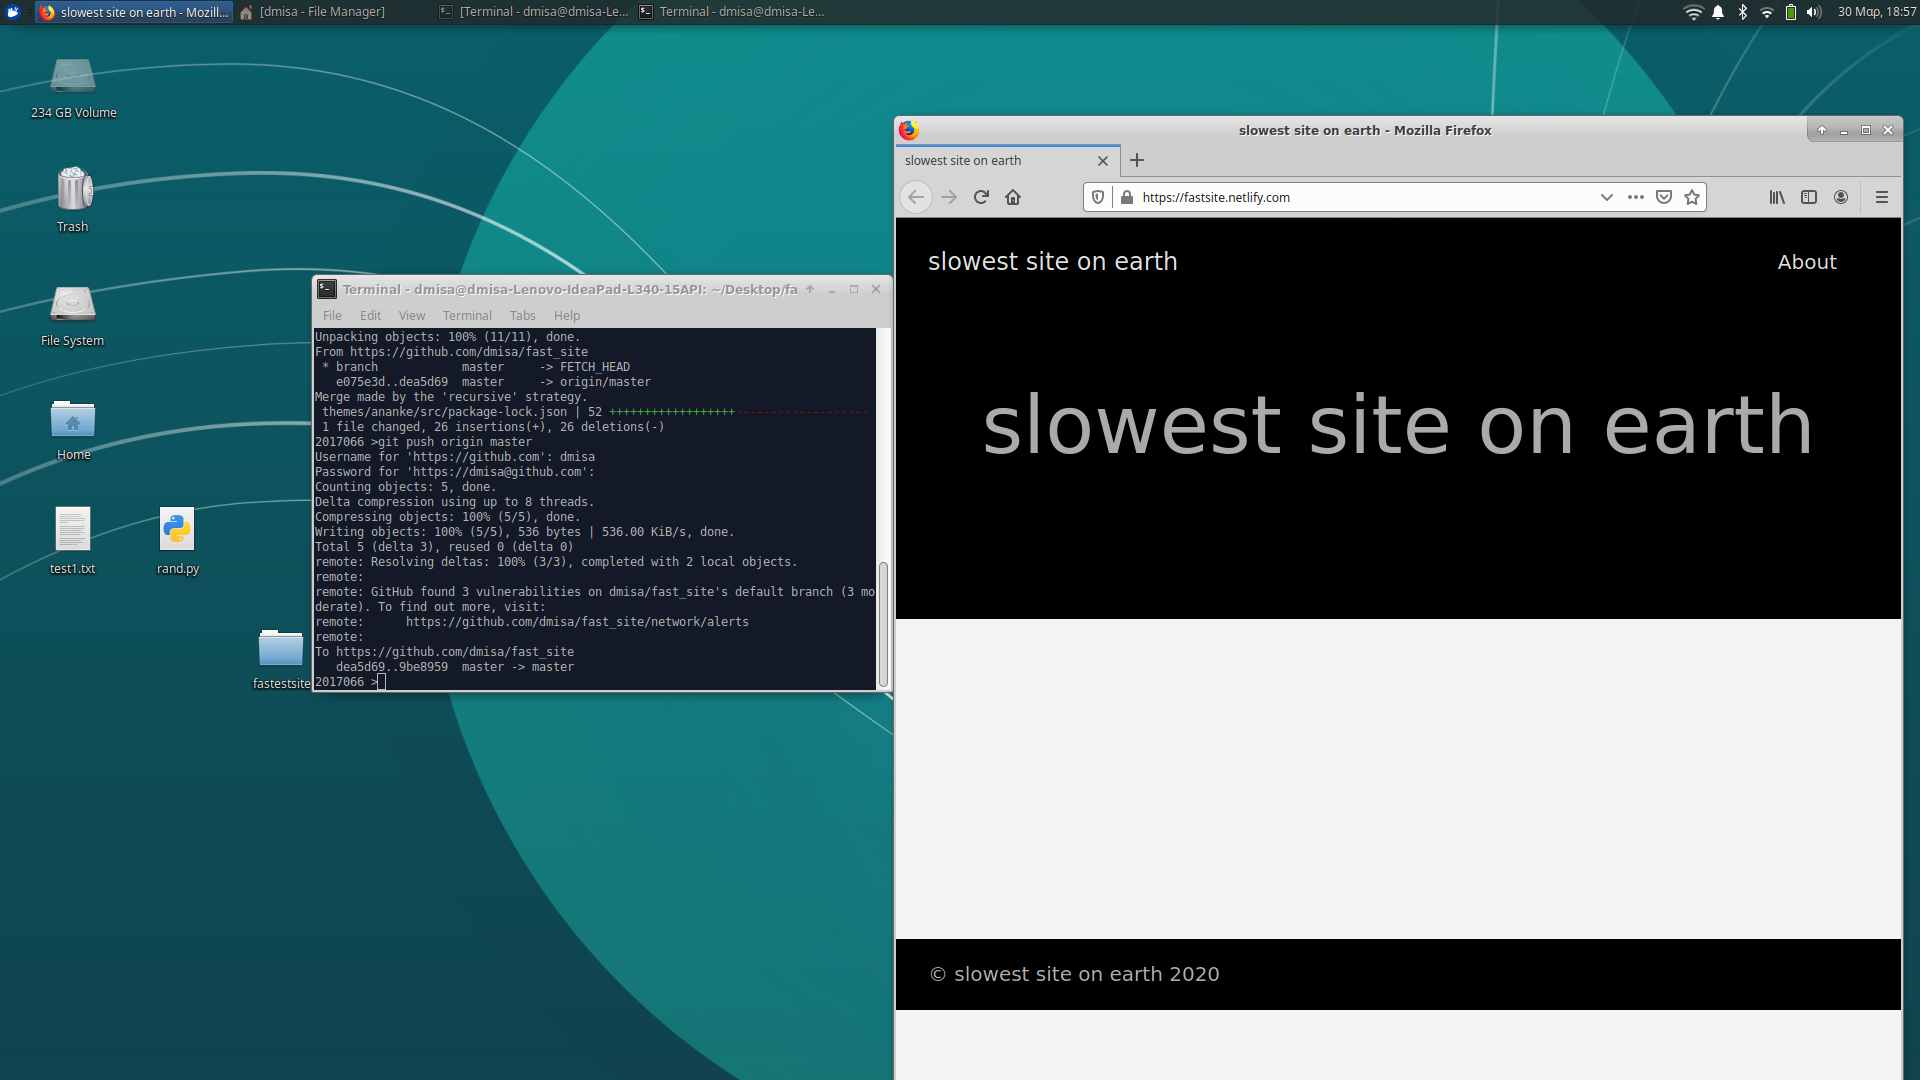 slowest site on earth - Mozill...
[dmisa - File Manager]
[Terminal - dmisa@dmisa-Le...
Terminal - dmisa@dmisa-Le...
30 Μαρ, 18:57
234 GB Volume
Trash
File System
Home
test1.txt
rand.py
fastestsite
Terminal - dmisa@dmisa-Lenovo-IdeaPad-L340-15API: ~/Desktop/fa
File Edit View Terminal Tabs Help
Unpacking objects: 100% (11/11), done.
From https://github.com/dmisa/fast_site
 * branch            master     -> FETCH_HEAD
   e075e3d..dea5d69  master     -> origin/master
Merge made by the 'recursive' strategy.
 themes/ananke/src/package-lock.json | 52 ++++++++++++++++++-------------------
 1 file changed, 26 insertions(+), 26 deletions(-)
2017066 >git push origin master
Username for 'https://github.com': dmisa
Password for 'https://dmisa@github.com':
Counting objects: 5, done.
Delta compression using up to 8 threads.
Compressing objects: 100% (5/5), done.
Writing objects: 100% (5/5), 536 bytes | 536.00 KiB/s, done.
Total 5 (delta 3), reused 0 (delta 0)
remote: Resolving deltas: 100% (3/3), completed with 2 local objects.
remote:
remote: GitHub found 3 vulnerabilities on dmisa/fast_site's default branch (3 mo
derate). To find out more, visit:
remote:      https://github.com/dmisa/fast_site/network/alerts
remote:
To https://github.com/dmisa/fast_site
   dea5d69..9be8959  master -> master
2017066 >
slowest site on earth - Mozilla Firefox
slowest site on earth
https://fastsite.netlify.com
slowest site on earth
About
slowest site on earth
© slowest site on earth 2020